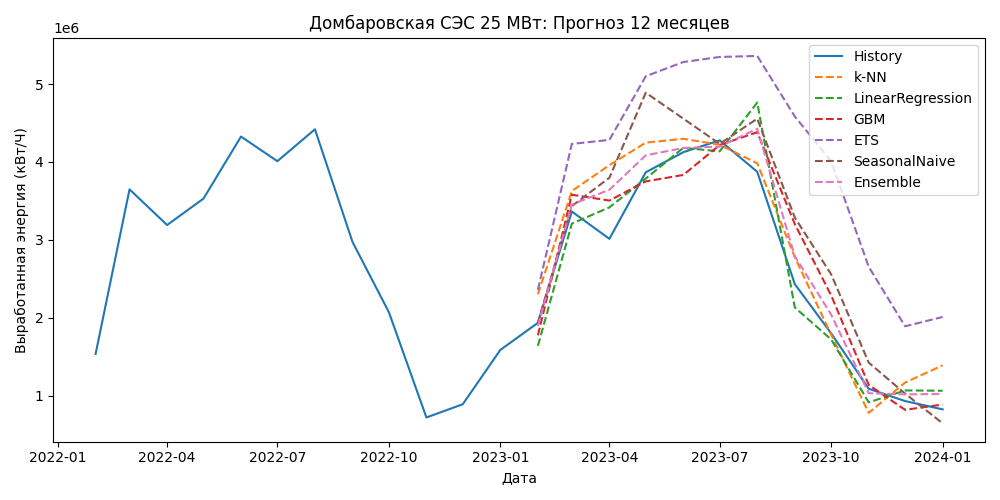 Домбаровская СЭС 25 МВт: Прогноз 12 месяцев
1e6
Выработанная энергия (кВт/Ч)
5
4
3
2
1
2022-01 2022-04 2022-07 2022-10 2023-01 2023-04 2023-07 2023-10 2024-01
Дата
History
k-NN
LinearRegression
GBM
ETS
SeasonalNaive
Ensemble